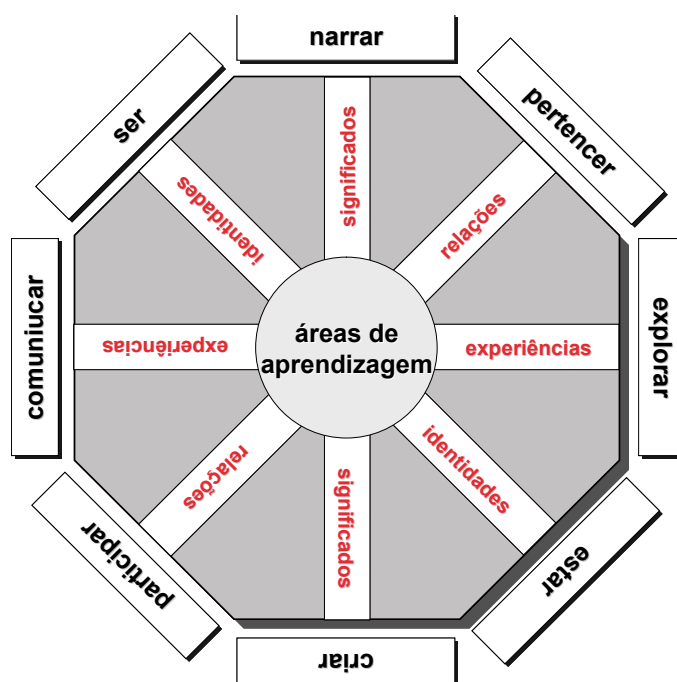 narrar
ser
pertencer
significados
identidades
relações
comuniucar
experiências
áreas de
aprendizagem
experiências
explorar
relações
significados
identidades
participar
estar
criar